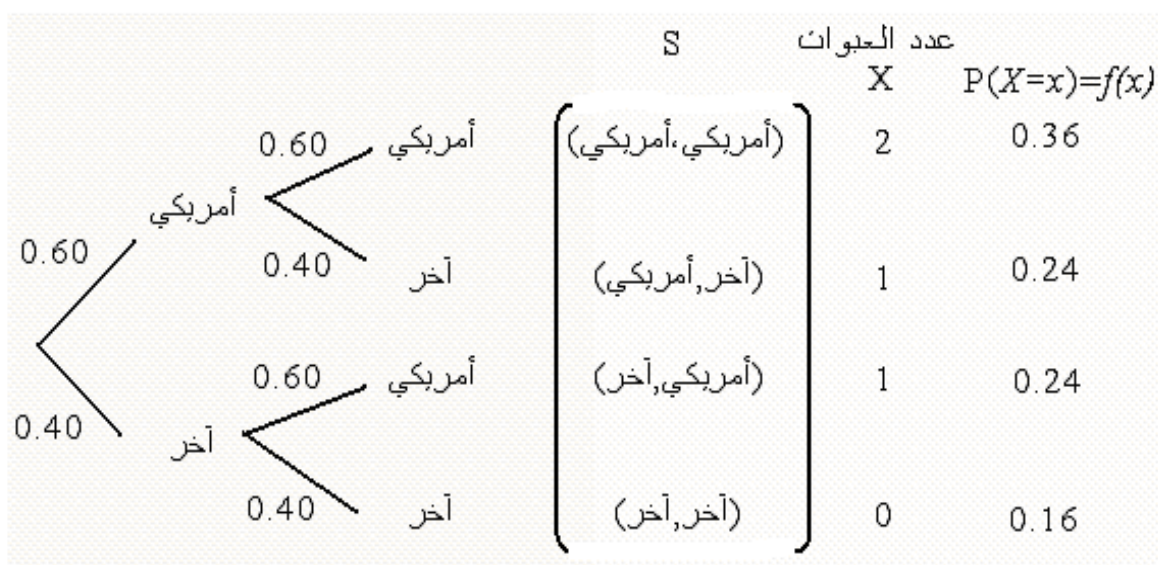 S عدد العبوات
X P(X=x)=f(x)
0.60 أمريكي (أمريكي،أمريكي) 2 0.36
أمريكي
0.60 0.40 آخر (آخر,أمريكي) 1 0.24
0.60 أمريكي (أمريكي,آخر) 1 0.24
0.40 آخر
0.40 آخر (آخر,آخر) 0 0.16